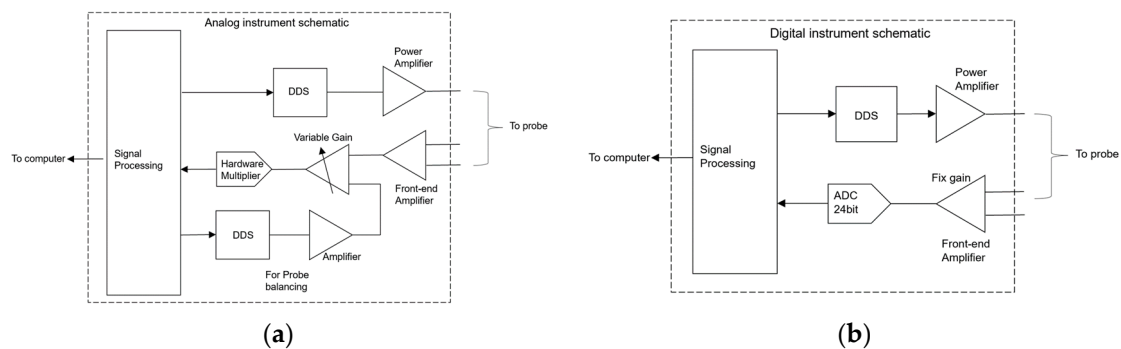 Analog instrument schematic
Power
Amplifier
DDS
To probe
Variable Gain
To computer
Signal
Processing
Hardware
Multiplier
Front-end
Amplifier
DDS
Amplifier
For Probe
balancing
(a)
Digital instrument schematic
Power
Amplifier
DDS
To probe
To computer
Signal
Processing
Fix gain
ADC
24bit
Front-end
Amplifier
(b)